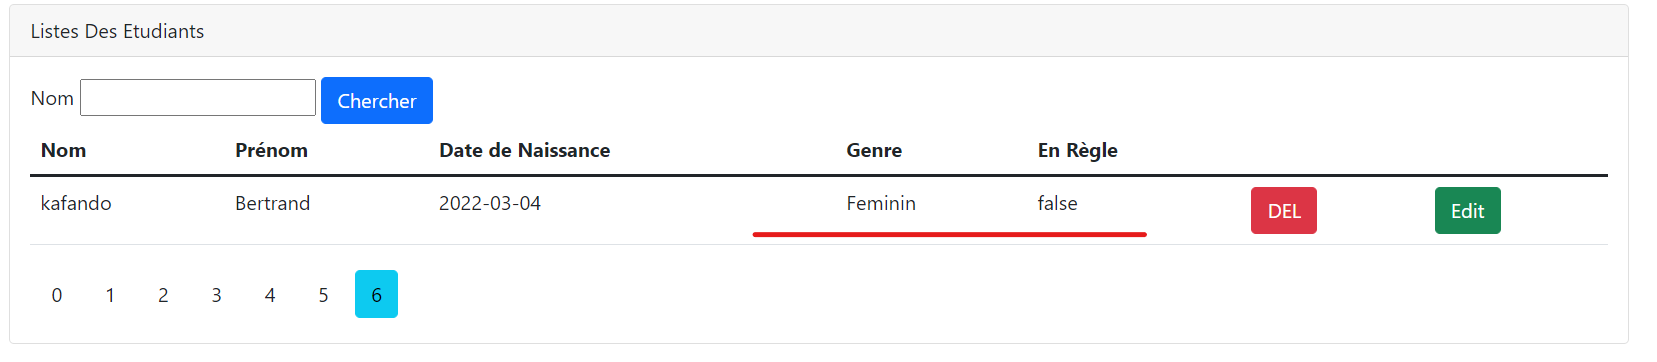 Listes Des Etudiants
Nom Chercher
Nom Prénom Date de Naissance Genre En Règle
kafando Bertrand 2022-03-04 Feminin false DEL Edit
0 1 2 3 4 5 6